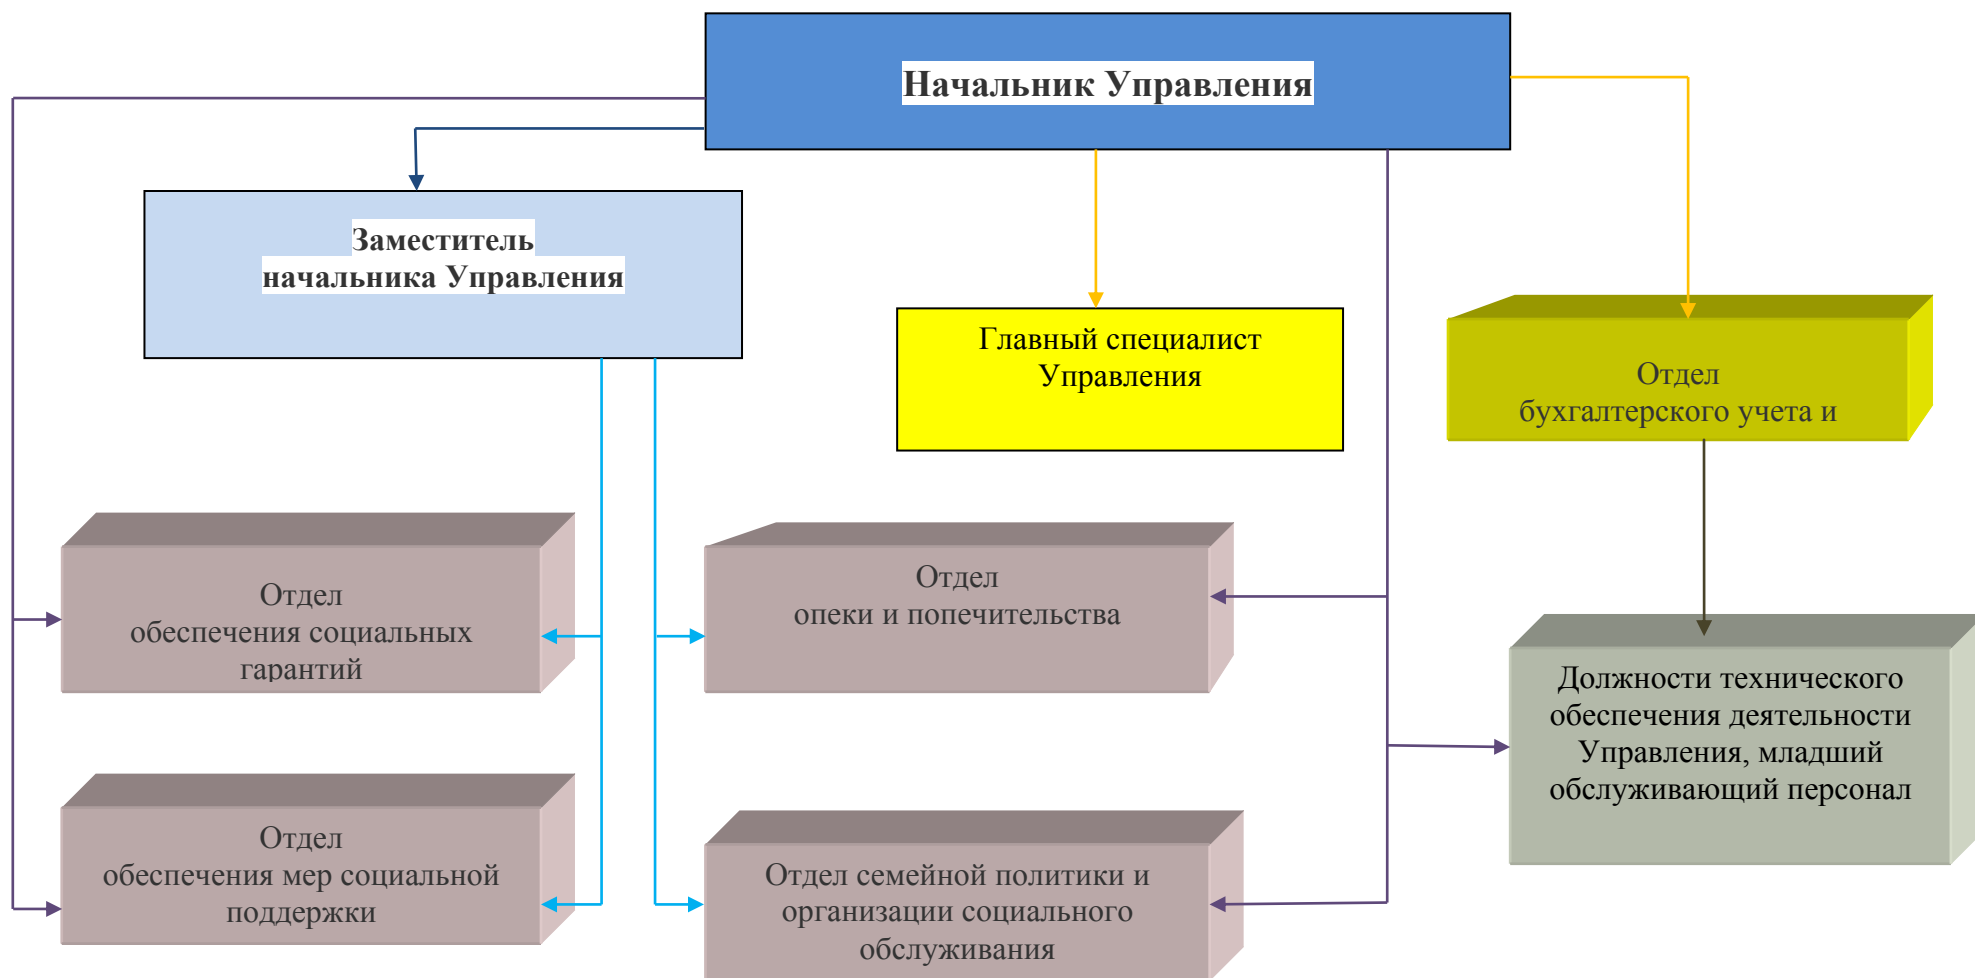 Начальник Управления
Заместитель
начальника Управления
Главный специалист
Управления
Отдел
бухгалтерского учета и
Отдел
обеспечения социальных
гарантий
Отдел
опеки и попечительства
Должности технического
обеспечения деятельности
Управления, младший
обслуживающий персонал
Отдел
обеспечения мер социальной
поддержки
Отдел семейной политики и
организации социального
обслуживания